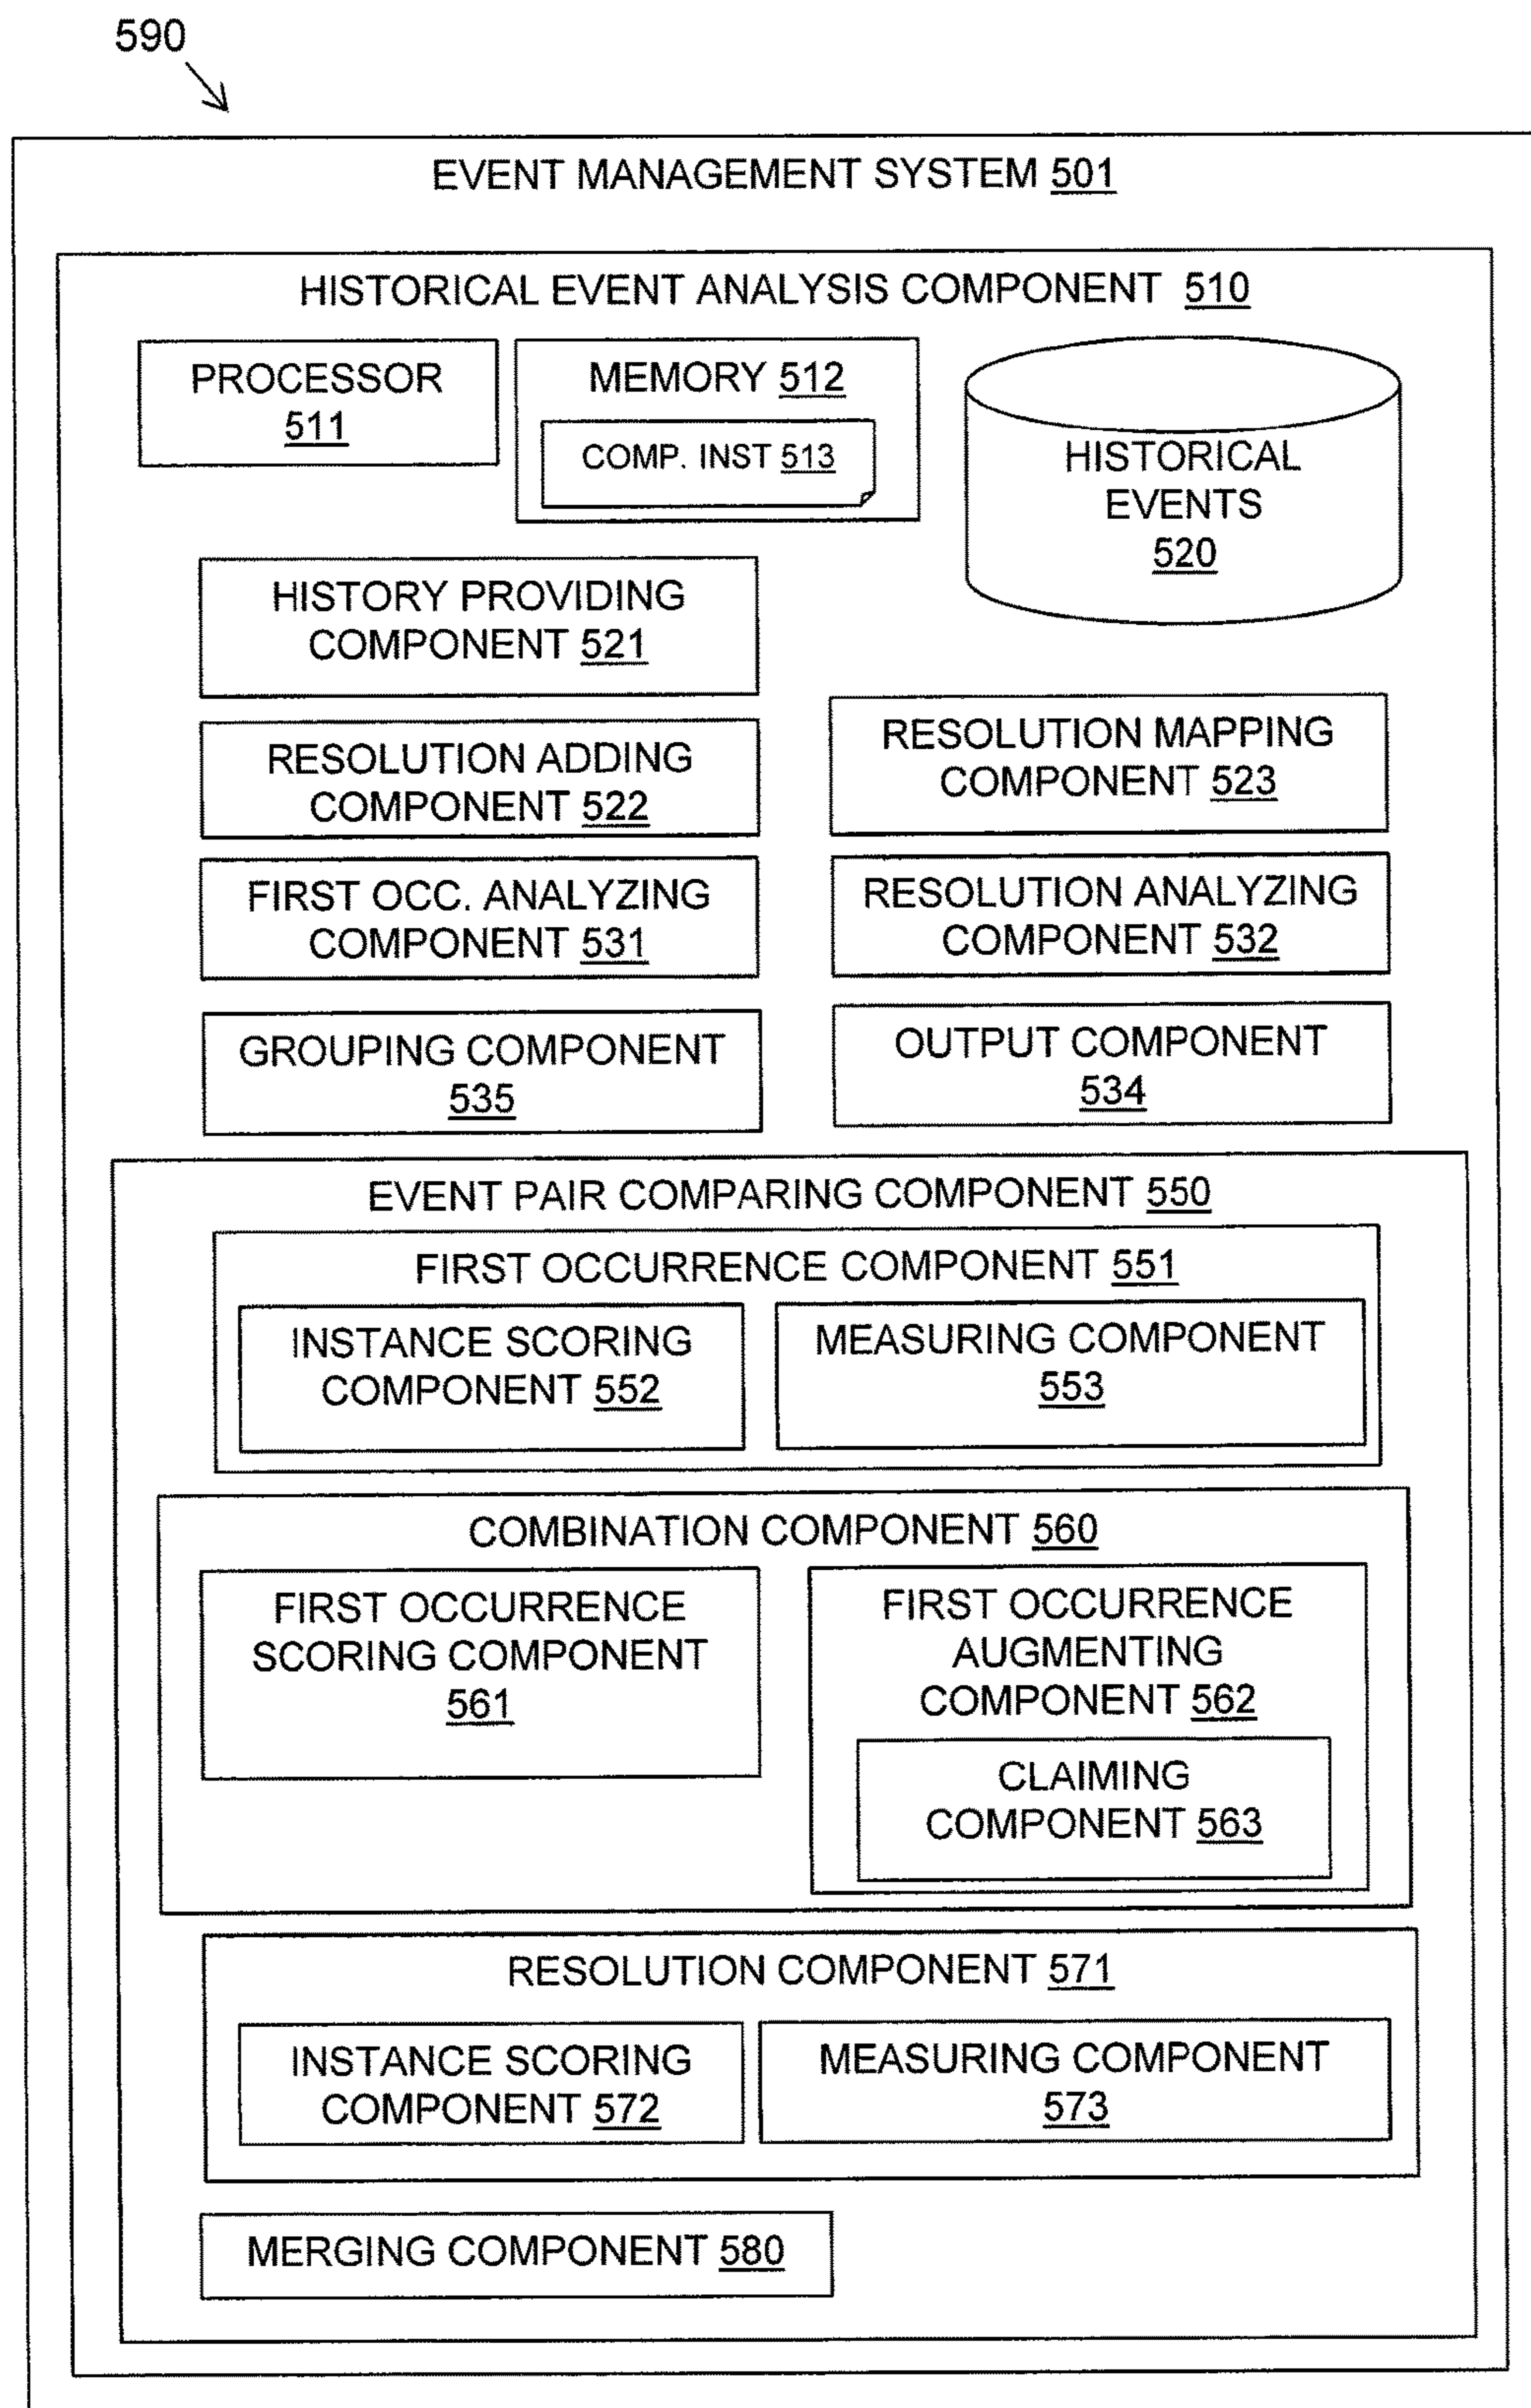 590
EVENT MANAGEMENT SYSTEM 501
HISTORICAL EVENT ANALYSIS COMPONENT 510
PROCESSOR
511
MEMORY 512
COMP. INST 513
HISTORICAL
EVENTS
520
HISTORY PROVIDING
COMPONENT 521
RESOLUTION ADDING
COMPONENT 522
RESOLUTION MAPPING
COMPONENT 523
FIRST OCC. ANALYZING
COMPONENT 531
RESOLUTION ANALYZING
COMPONENT 532
GROUPING COMPONENT
535
OUTPUT COMPONENT
534
EVENT PAIR COMPARING COMPONENT 550
FIRST OCCURRENCE COMPONENT 551
INSTANCE SCORING
COMPONENT 552
MEASURING COMPONENT
553
COMBINATION COMPONENT 560
FIRST OCCURRENCE
SCORING COMPONENT
561
FIRST OCCURRENCE
AUGMENTING
COMPONENT 562
CLAIMING
COMPONENT 563
RESOLUTION COMPONENT 571
INSTANCE SCORING
COMPONENT 572
MEASURING COMPONENT
573
MERGING COMPONENT 580